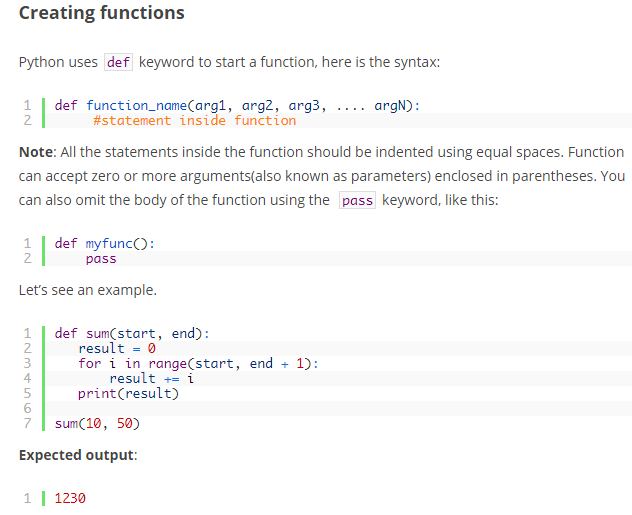 Creating functions
Python uses def keyword to start a function, here is the syntax:
1 def function_name(arg1, arg2, arg3, .... argN):
2      #statement inside function
Note: All the statements inside the function should be indented using equal spaces. Function
can accept zero or more arguments(also known as parameters) enclosed in parentheses. You
can also omit the body of the function using the pass keyword, like this:
1 def myfunc():
2     pass
Let's see an example.
1 def sum(start, end):
2    result = 0
3    for i in range(start, end + 1):
4        result += i
5    print(result)
6
7 sum(10, 50)
Expected output:
1 1230